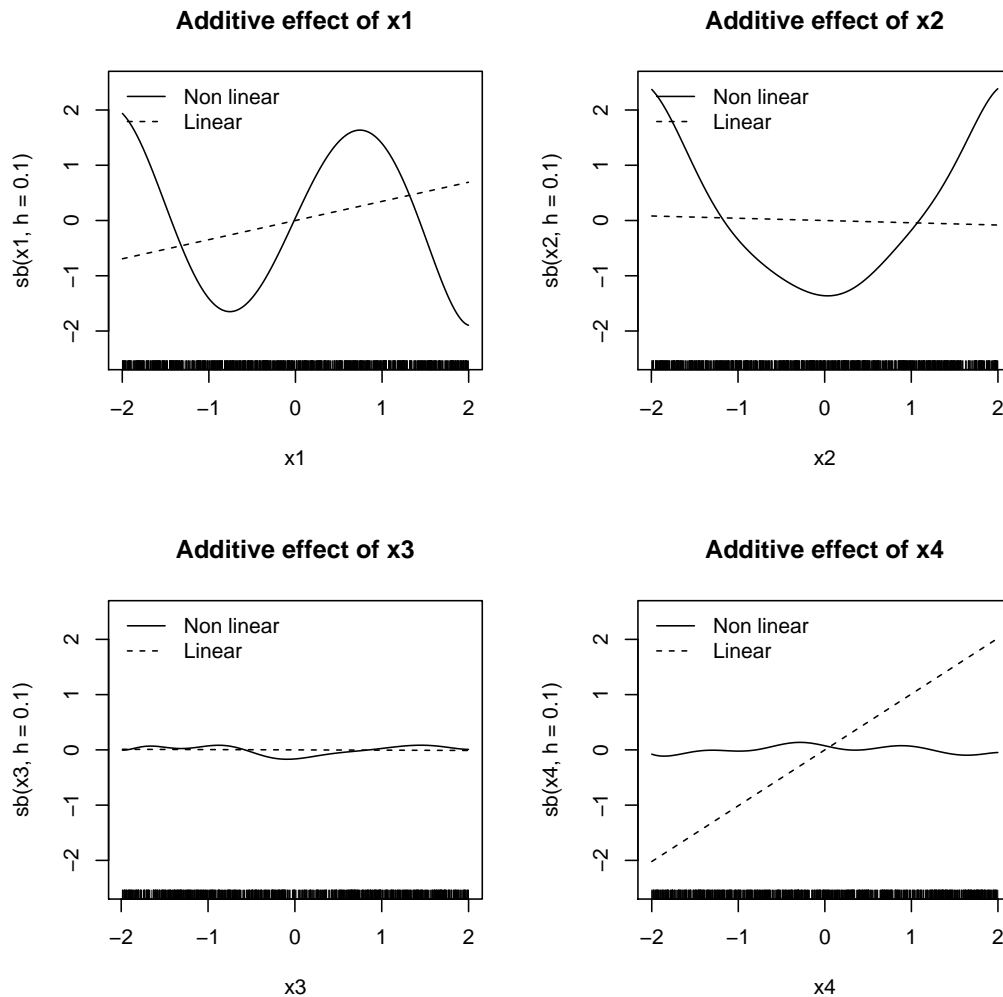 Additive effect of x1
Non linear
Linear
sb(x1, h = 0.1)
2
1
0
−1
−2
−2 −1 0 1 2
x1
Additive effect of x2
Non linear
Linear
sb(x2, h = 0.1)
2
1
0
−1
−2
−2 −1 0 1 2
x2
Additive effect of x3
Non linear
Linear
sb(x3, h = 0.1)
2
1
0
−1
−2
−2 −1 0 1 2
x3
Additive effect of x4
Non linear
Linear
sb(x4, h = 0.1)
2
1
0
−1
−2
−2 −1 0 1 2
x4